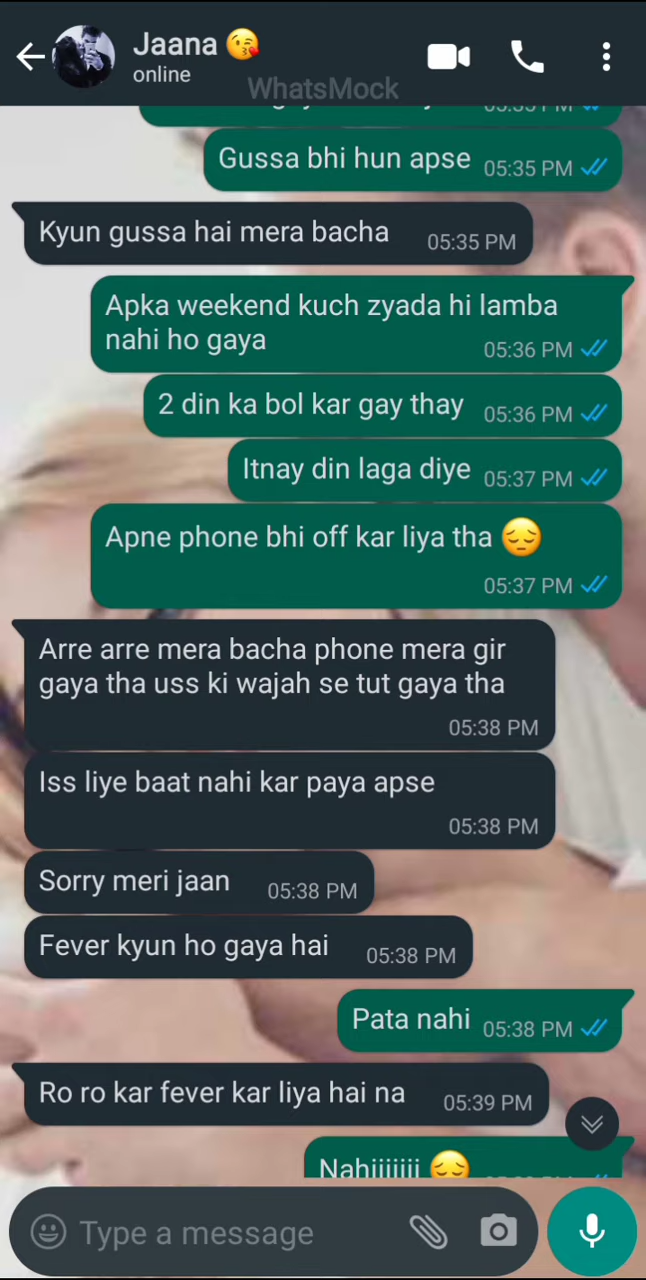 Jaana 😘
online
WhatsMock
Gussa bhi hun apse 05:35 PM
Kyun gussa hai mera bacha 05:35 PM
Apka weekend kuch zyada hi lamba
nahi ho gaya 05:36 PM
2 din ka bol kar gay thay 05:36 PM
Itnay din laga diye 05:37 PM
Apne phone bhi off kar liya tha 😔
05:37 PM
Arre arre mera bacha phone mera gir
gaya tha uss ki wajah se tut gaya tha
05:38 PM
Iss liye baat nahi kar paya apse
05:38 PM
Sorry meri jaan 05:38 PM
Fever kyun ho gaya hai 05:38 PM
Pata nahi 05:38 PM
Ro ro kar fever kar liya hai na 05:39 PM
Nahiiiiiii 😔
Type a message